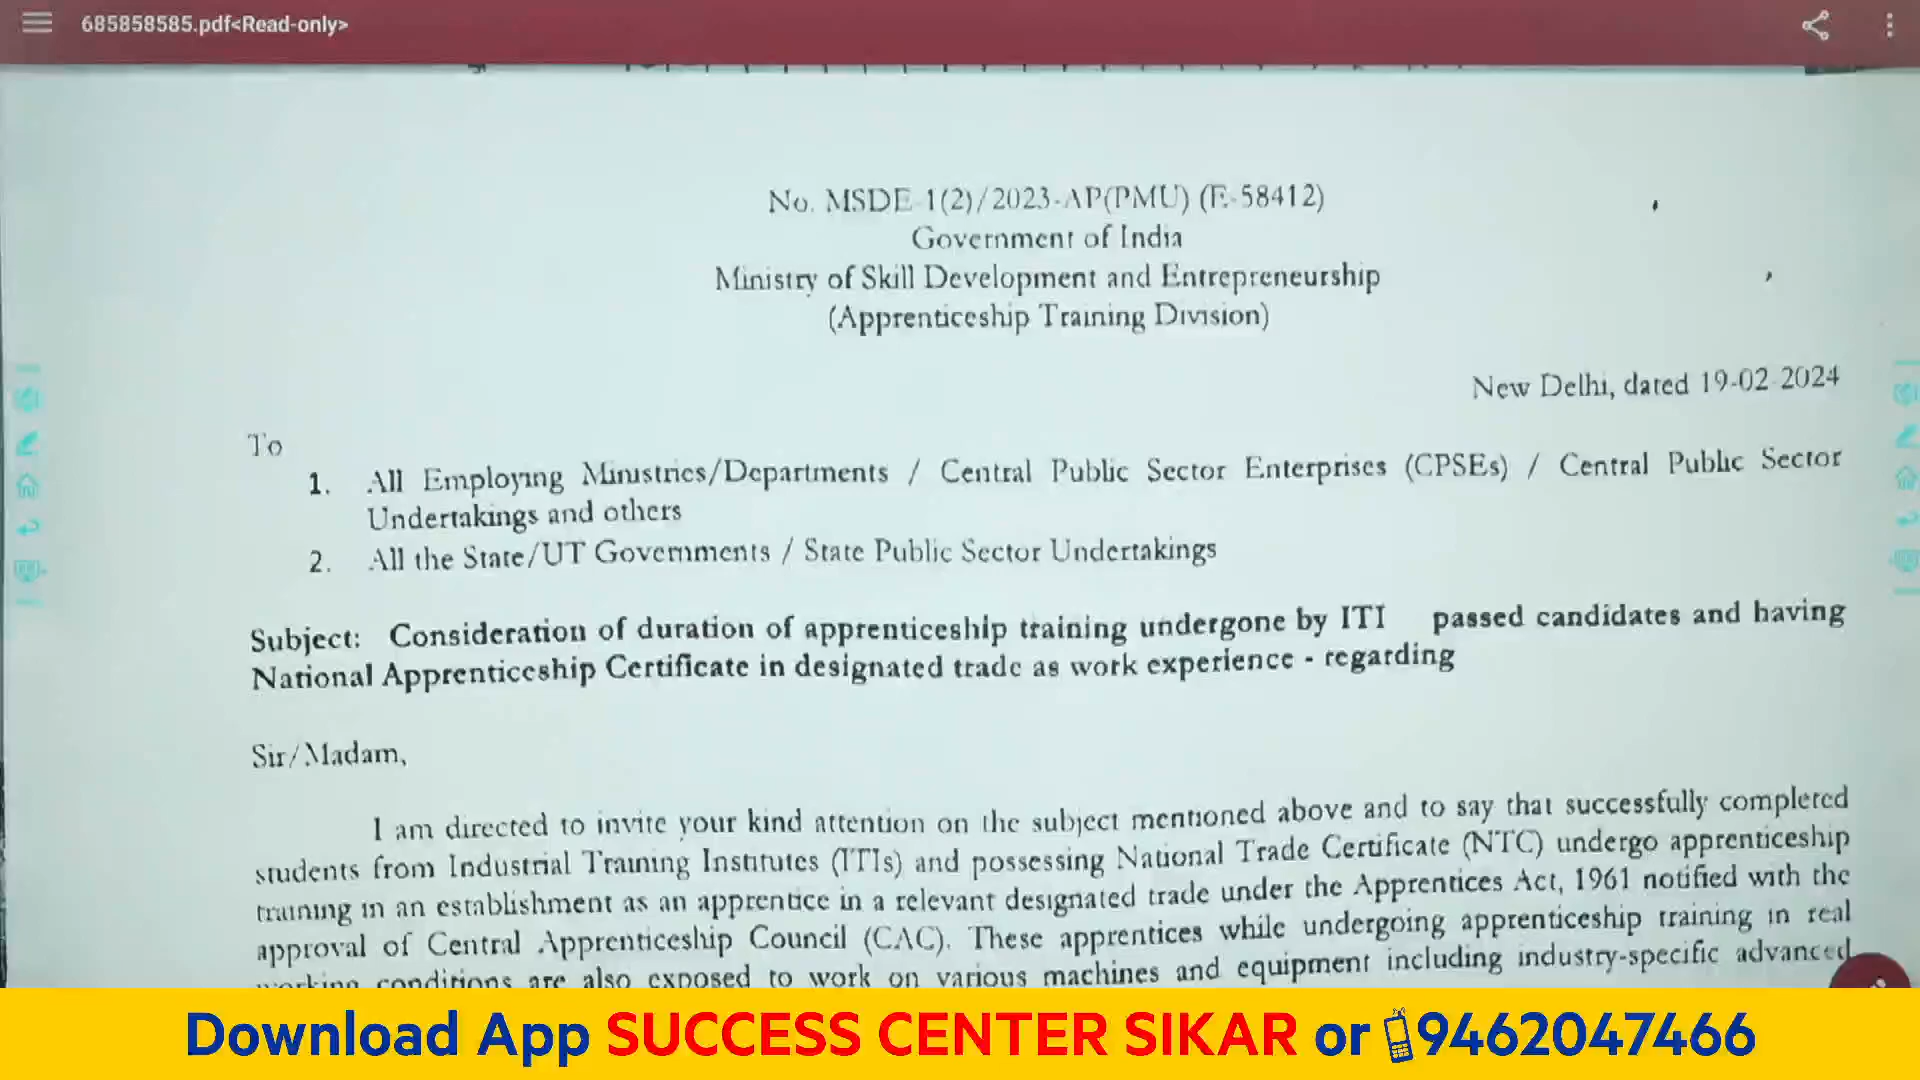 685858585.pdf<Read-only>
No. MSDE-1(2)/2023-AP(PMU) (E-58412)
Government of India
Ministry of Skill Development and Entrepreneurship
(Apprenticeship Training Division)
New Delhi, dated 19-02-2024
To
1. All Employing Ministries/Departments / Central Public Sector Enterprises (CPSEs) / Central Public Sector
Undertakings and others
2. All the State/UT Governments / State Public Sector Undertakings
Subject: Consideration of duration of apprenticeship training undergone by ITI passed candidates and having
National Apprenticeship Certificate in designated trade as work experience - regarding
Sir/Madam,
I am directed to invite your kind attention on the subject mentioned above and to say that successfully completed
students from Industrial Training Institutes (ITIs) and possessing National Trade Certificate (NTC) undergo apprenticeship
training in an establishment as an apprentice in a relevant designated trade under the Apprentices Act, 1961 notified with the
approval of Central Apprenticeship Council (CAC). These apprentices while undergoing apprenticeship training in real
working conditions are also exposed to work on various machines and equipment including industry-specific advanced
Download App SUCCESS CENTER SIKAR or 9462047466